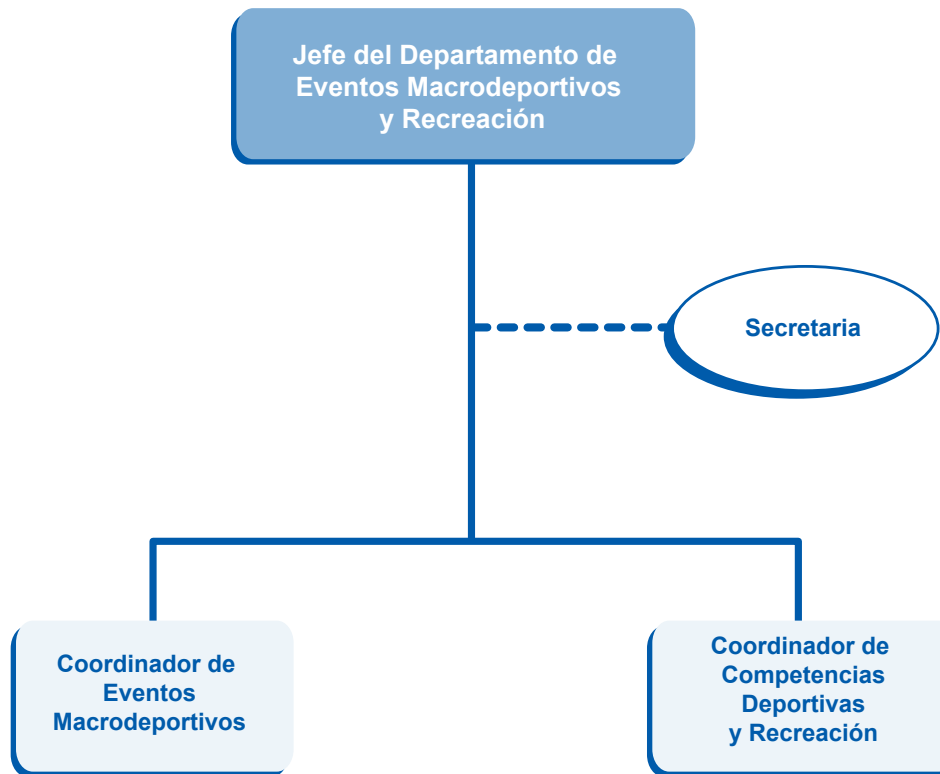 Jefe del Departamento de
Eventos Macrodeportivos
y Recreación
Secretaria
Coordinador de
Eventos
Macrodeportivos
Coordinador de
Competencias
Deportivas
y Recreación